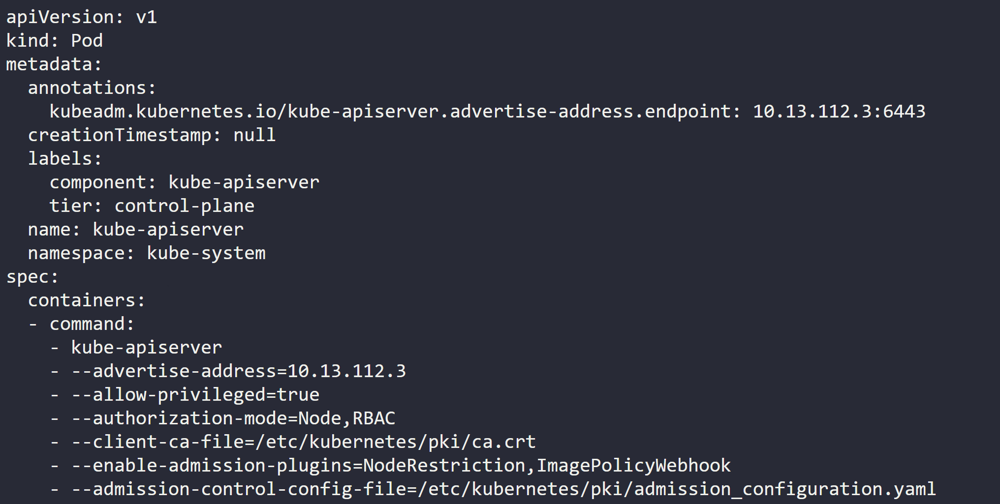 apiVersion: v1
kind: Pod
metadata:
  annotations:
    kubeadm.kubernetes.io/kube-apiserver.advertise-address.endpoint: 10.13.112.3:6443
  creationTimestamp: null
  labels:
    component: kube-apiserver
    tier: control-plane
  name: kube-apiserver
  namespace: kube-system
spec:
  containers:
  - command:
    - kube-apiserver
    - --advertise-address=10.13.112.3
    - --allow-privileged=true
    - --authorization-mode=Node,RBAC
    - --client-ca-file=/etc/kubernetes/pki/ca.crt
    - --enable-admission-plugins=NodeRestriction,ImagePolicyWebhook
    - --admission-control-config-file=/etc/kubernetes/pki/admission_configuration.yaml